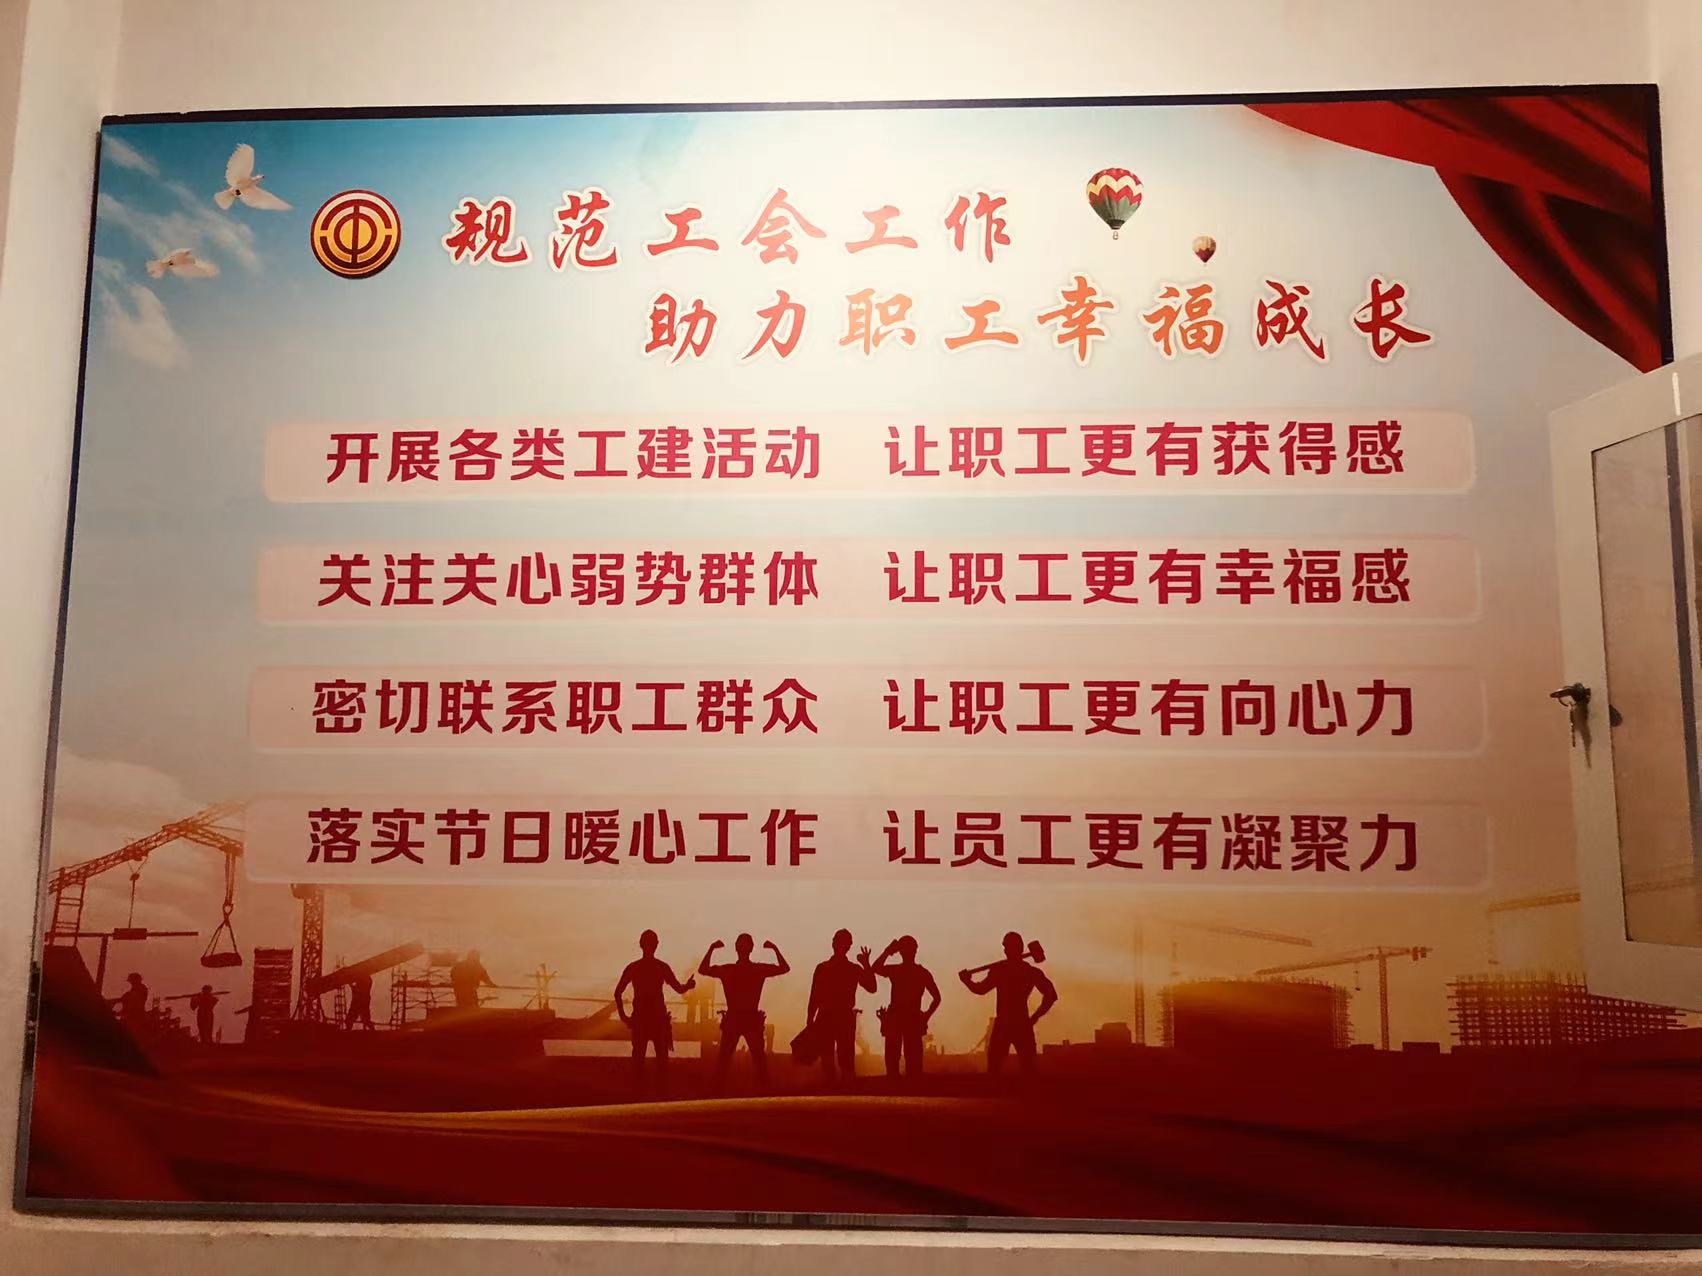 规范工会工作
助力职工幸福成长
开展各类工建活动 让职工更有获得感
关注关心弱势群体 让职工更有幸福感
密切联系职工群众 让职工更有向心力
落实节日暖心工作 让员工更有凝聚力